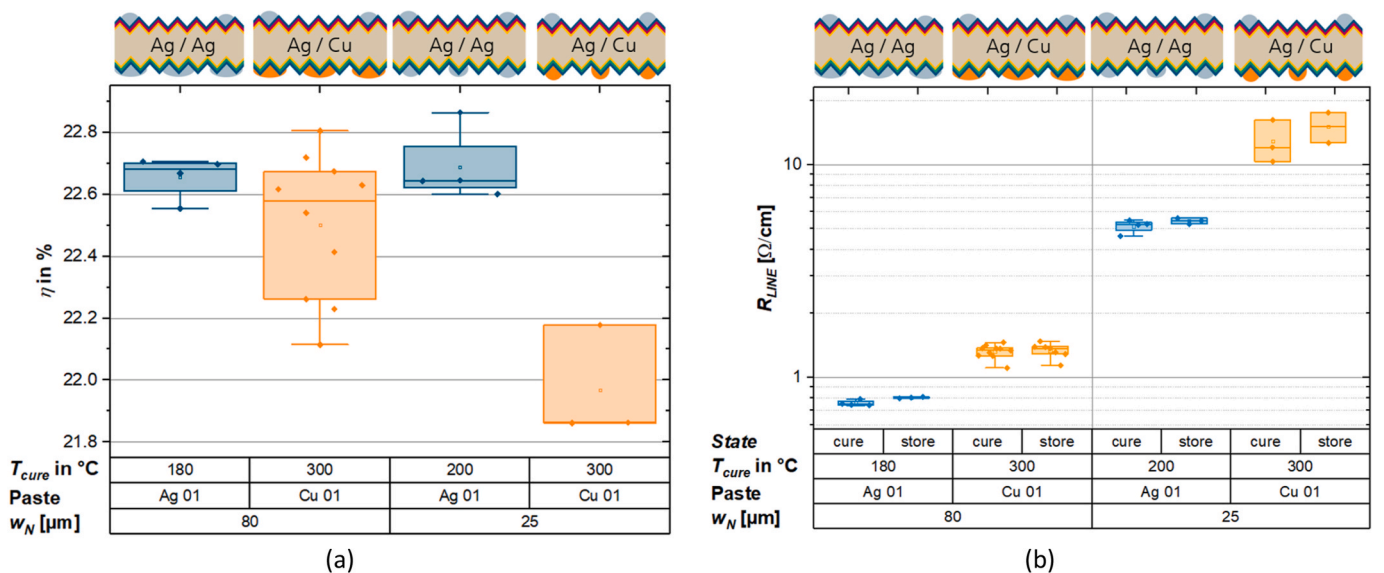 Ag / Ag
Ag / Cu
Ag / Ag
Ag / Cu
22.8
22.6
22.4
22.2
22.0
21.8
η in %
T_cure in °C 180 300 200 300
Paste Ag 01 Cu 01 Ag 01 Cu 01
w_N [µm] 80 25
(a)
Ag / Ag
Ag / Cu
Ag / Ag
Ag / Cu
10
1
R_LINE [Ω/cm]
State cure store cure store cure store cure store
T_cure in °C 180 300 200 300
Paste Ag 01 Cu 01 Ag 01 Cu 01
w_N [µm] 80 25
(b)